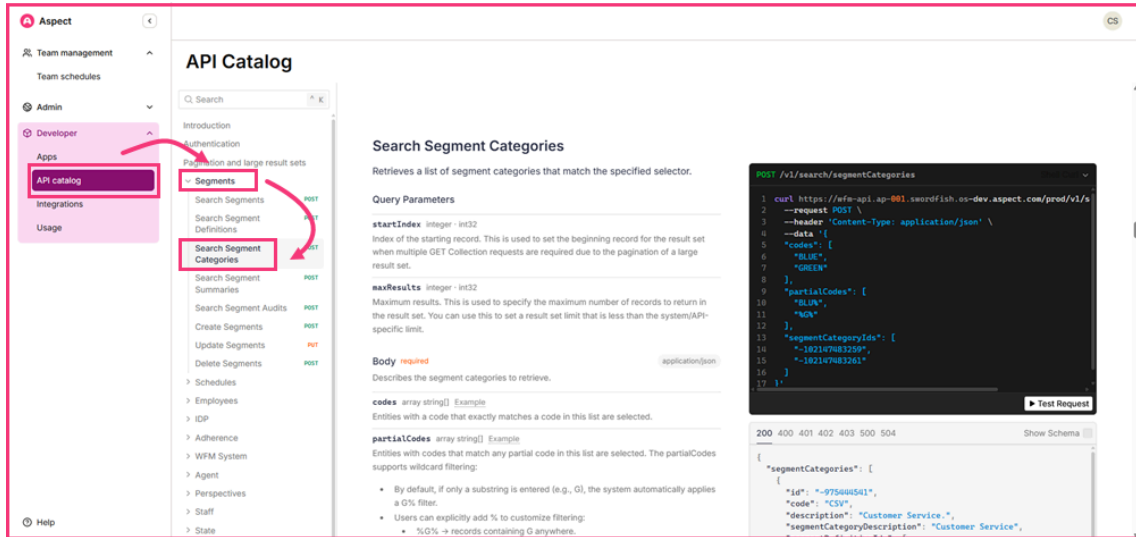 Aspect
CS
Team management
Team schedules
Admin
Developer
Apps
API catalog
Integrations
Usage
Help
API Catalog
Search
K
Introduction
Authentication
Pagination and large result sets
Segments
Search Segments POST
Search Segment
Definitions
Search Segment
Categories
Search Segment POST
Summaries
Search Segment Audits POST
Create Segments POST
Update Segments PUT
Delete Segments POST
Schedules
Employees
IDP
Adherence
WFM System
Agent
Perspectives
Staff
State
Search Segment Categories
Retrieves a list of segment categories that match the specified selector.
Query Parameters
startIndex integer · int32
Index of the starting record. This is used to set the beginning record for the result set
when multiple GET Collection requests are required due to the pagination of a large
result set.
maxResults integer · int32
Maximum results. This is used to specify the maximum number of records to return in
the result set. You can use this to set a result set limit that is less than the system/API-
specific limit.
Body required application/json
Describes the segment categories to retrieve.
codes array string[] Example
Entities with a code that exactly matches a code in this list are selected.
partialCodes array string[] Example
Entities with codes that match any partial code in this list are selected. The partialCodes
supports wildcard filtering:
• By default, if only a substring is entered (e.g., G), the system automatically applies
a G% filter.
• Users can explicitly add % to customize filtering:
• %G% → records containing G anywhere.
POST /v1/search/segmentCategories
1 curl https://wfm-api.ap-001.swordfish.os-dev.aspect.com/prod/v1/s
2 --request POST \
3 --header 'Content-Type: application/json' \
4 --data '{
5 "codes": [
6 "BLUE",
7 "GREEN"
8 ],
9 "partialCodes": [
10 "BLU%",
11 "%G%"
12 ],
13 "segmentCategoryIds": [
14 "-102147483259",
15 "-102147483261"
16 ]
17 }'
Test Request
200 400 401 402 403 500 504 Show Schema
{
"segmentCategories": [
{
"id": "-975444541",
"code": "CSV",
"description": "Customer Service.",
"segmentCategoryDescription": "Customer Service",